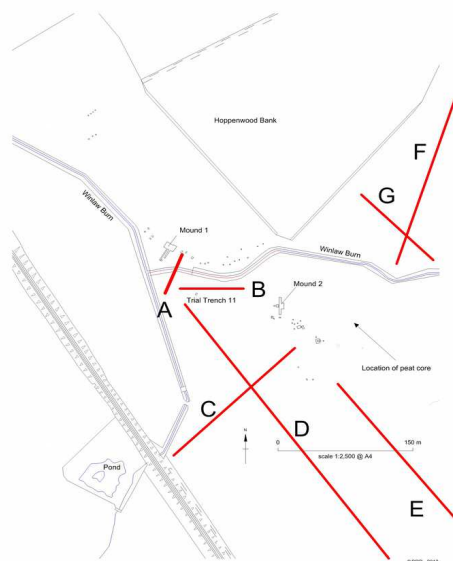 Hoppenwood Bank
F
G
Winlaw Burn
Mound 1
Winlaw Burn
B
Mound 2
A
Trial Trench 11
Location of peat core
C
N
D
0
150 m
scale 1:2,500 @ A4
Pond
E